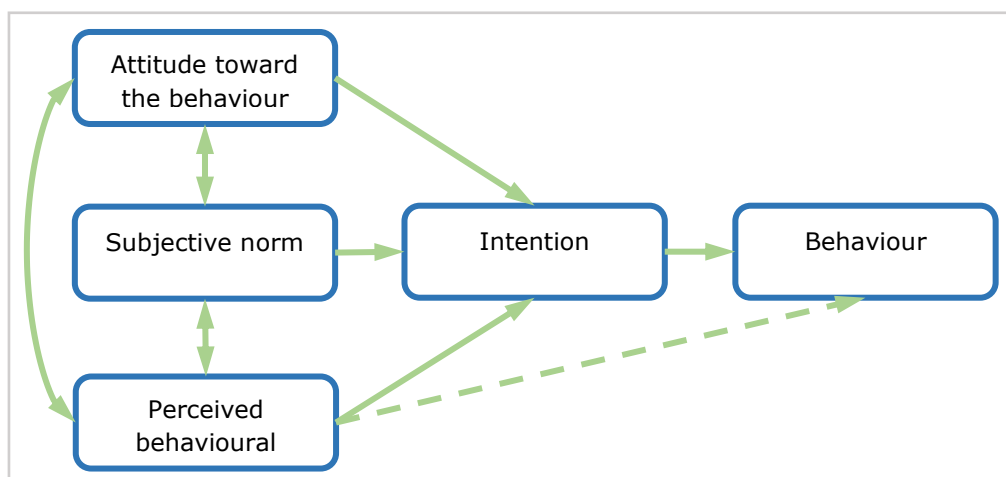 Attitude toward
the behaviour
Subjective norm
Intention
Behaviour
Perceived
behavioural